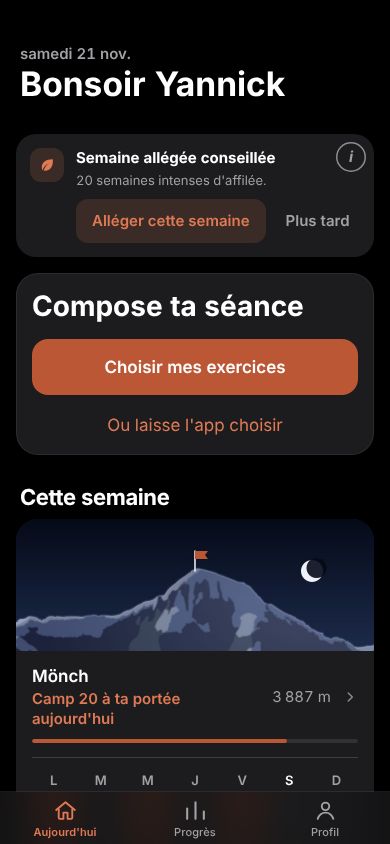 samedi 21 nov.
Bonsoir Yannick
Semaine allégée conseillée
i
20 semaines intenses d'affilée.
Alléger cette semaine
Plus tard
Compose ta séance
Choisir mes exercices
Ou laisse l'app choisir
Cette semaine
Mönch
Camp 20 à ta portée
aujourd'hui
3 887 m
L M M J V S D
Aujourd'hui
Progrès
Profil